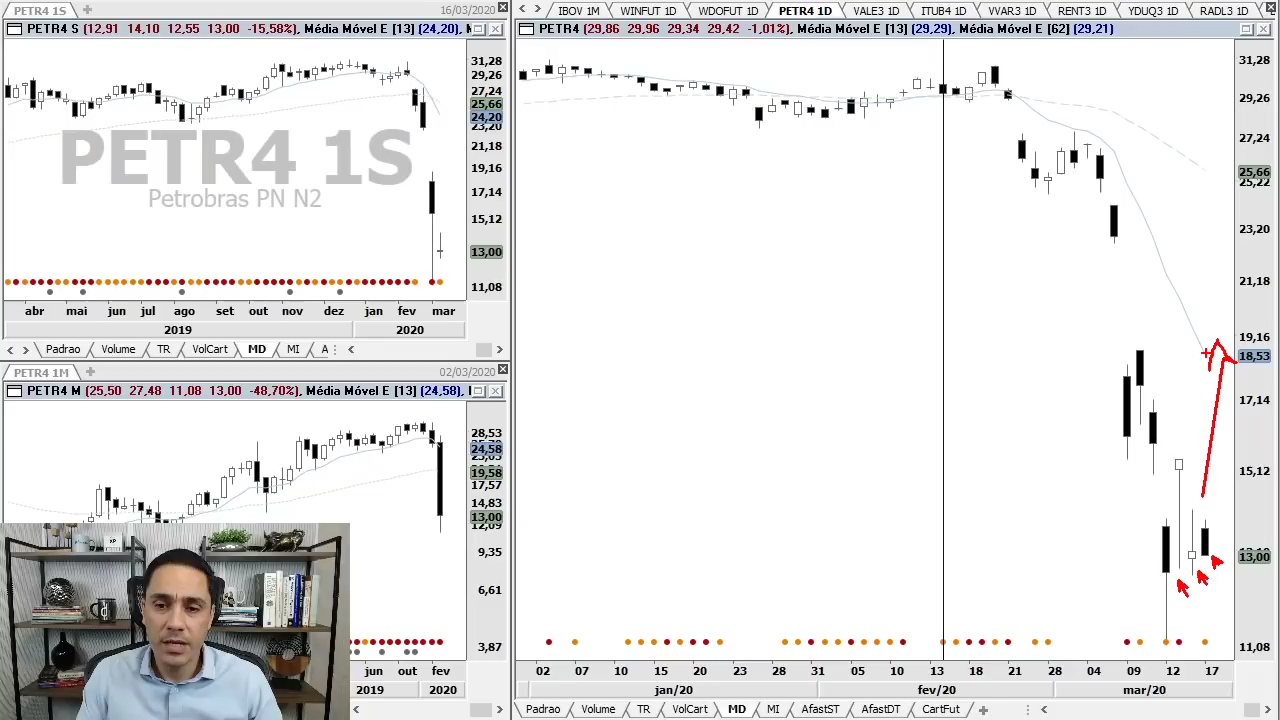 PETR4 1S
16/03/2020
PETR4 S (12,91 14,10 12,55 13,00 -15,58%), Média Móvel E [13] (24,20), M
31,28
29,26
27,24
25,66
24,20
23,20
21,18
19,16
17,14
15,12
13,00
11,08
PETR4 1S
Petrobras PN N2
abr mai jun jul ago set out nov dez jan fev mar
2019 2020
Padrao Volume TR VolCart MD MI A
PETR4 1M
02/03/2020
PETR4 M (25,50 27,48 11,08 13,00 -48,70%), Média Móvel E [13] (24,58),
28,53
24,58
19,58
17,57
14,83
13,00
12,09
9,35
6,61
3,87
XP
jun out fev
2019 2020
IBOV 1M WINFUT 1D WDOFUT 1D PETR4 1D VALE3 1D ITUB4 1D VVAR3 1D RENT3 1D YDUQ3 1D RADL3 1D
PETR4 (29,86 29,96 29,34 29,42 -1,01%), Média Móvel E [13] (29,29), Média Móvel E [62] (29,21)
31,28
29,26
27,24
25,66
25,22
23,20
21,18
19,16
18,53
17,14
15,12
13,00
11,08
02 07 10 15 20 23 28 31 05 10 13 18 21 28 04 09 12 17
jan/20 fev/20 mar/20
Padrao Volume TR VolCart MD MI AfastST AfastDT CartFut